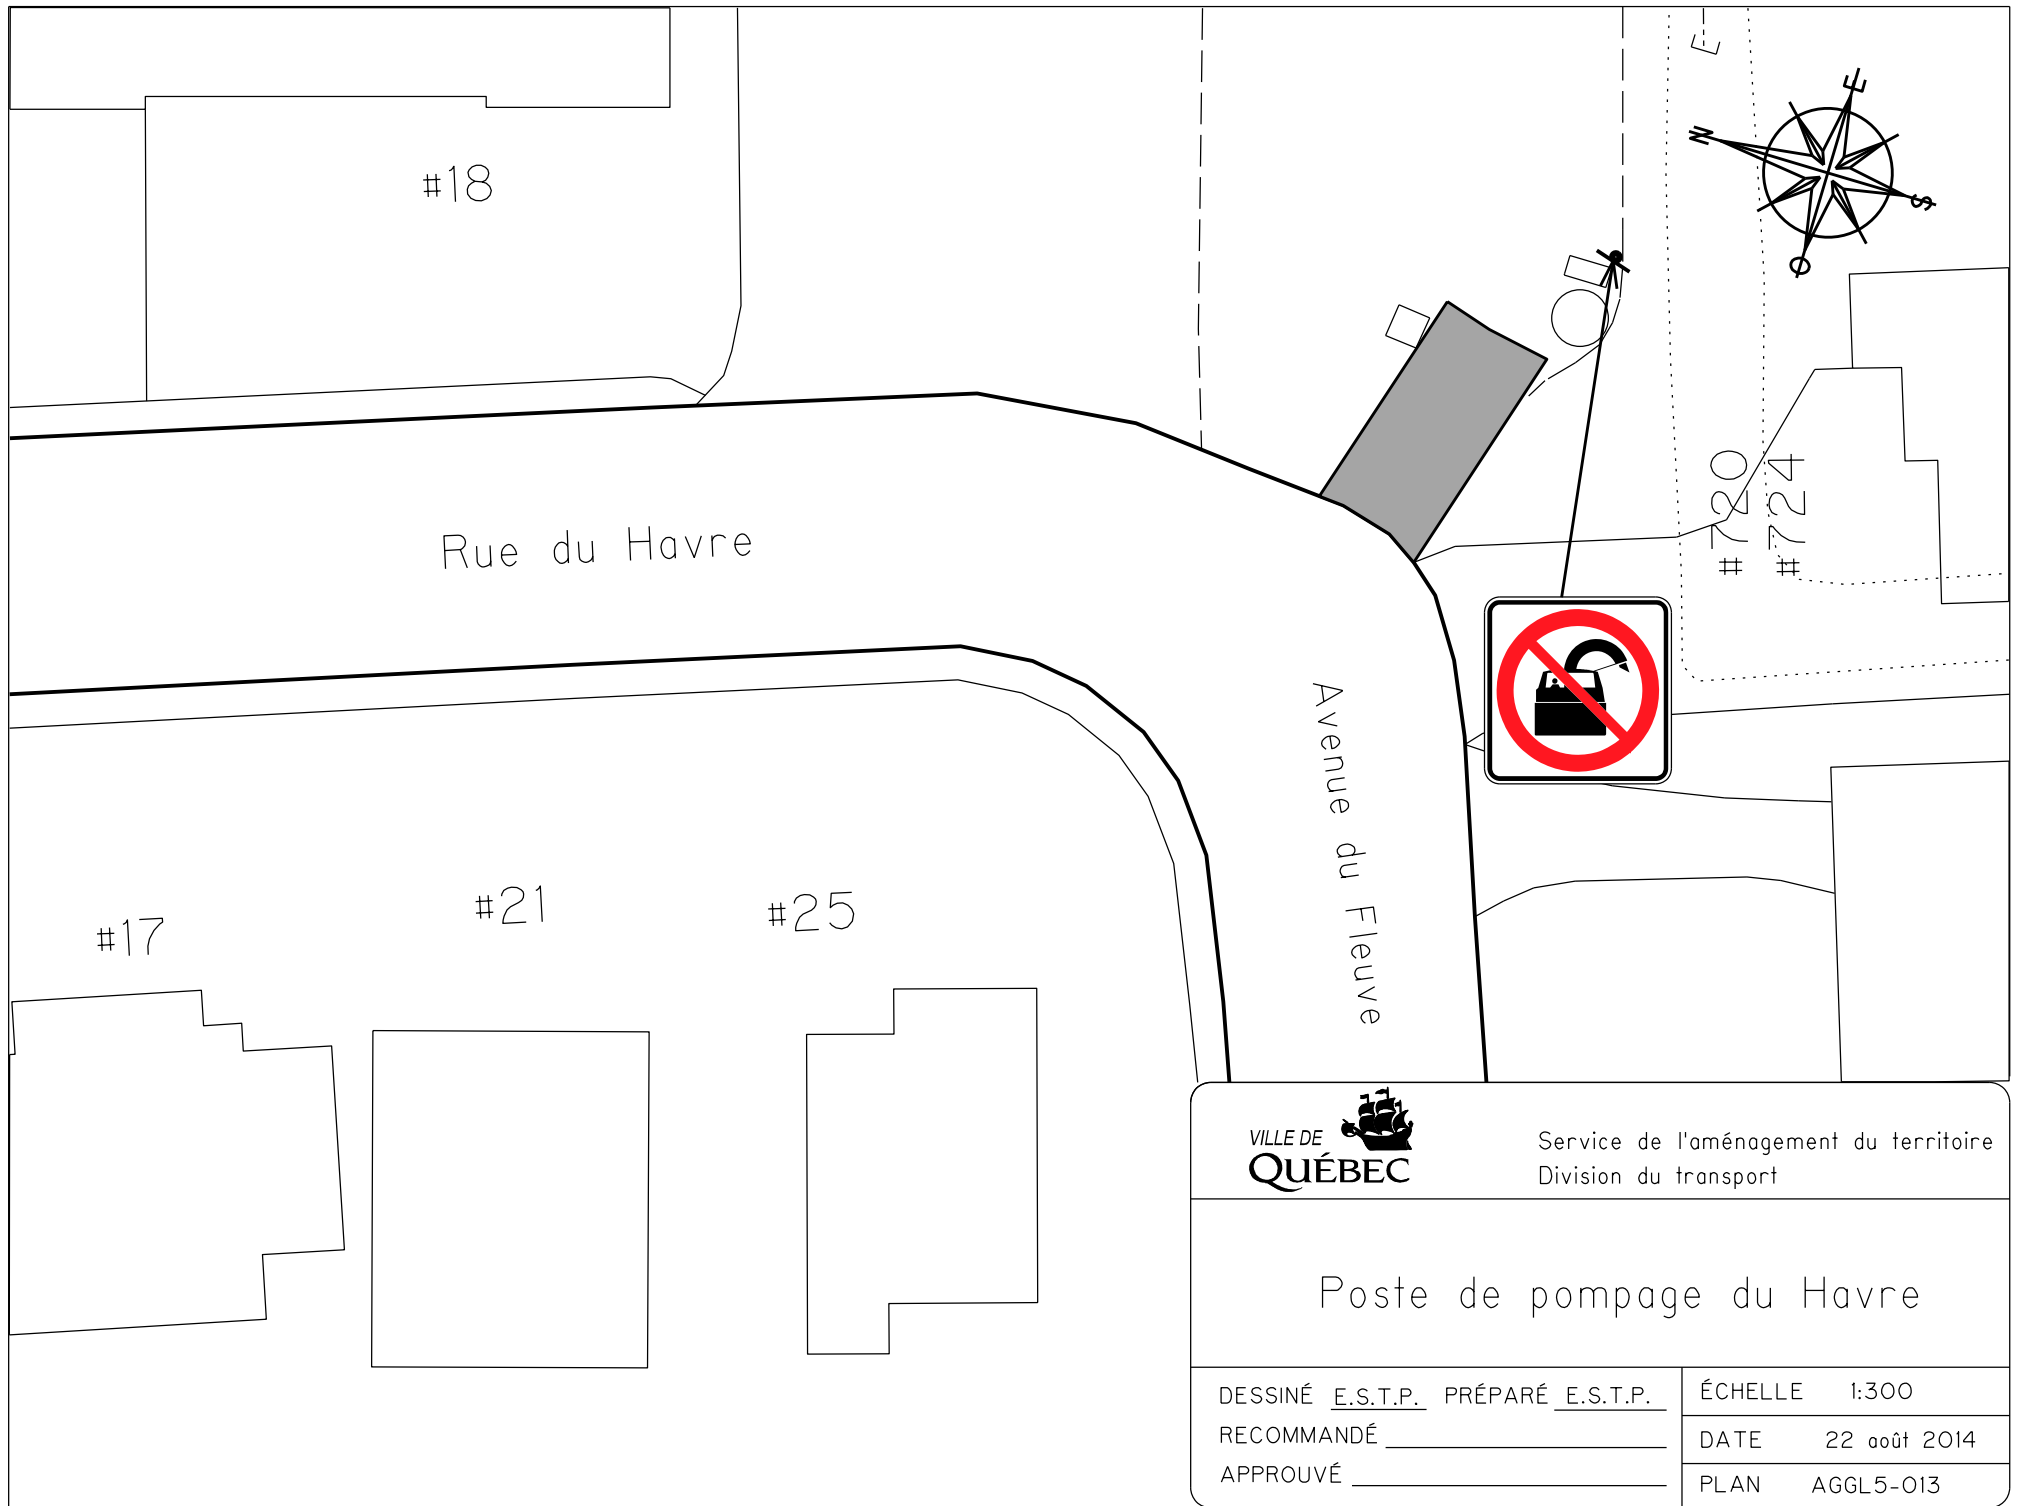 #18
N
E
S
O
Rue du Havre
#720
#724
Avenue du Fleuve
#17
#21
#25
VILLE DE
QUÉBEC
Service de l'aménagement du territoire
Division du transport
Poste de pompage du Havre
DESSINÉ E.S.T.P. PRÉPARÉ E.S.T.P.
RECOMMANDÉ
APPROUVÉ
ÉCHELLE 1:300
DATE 22 août 2014
PLAN AGGL5-013